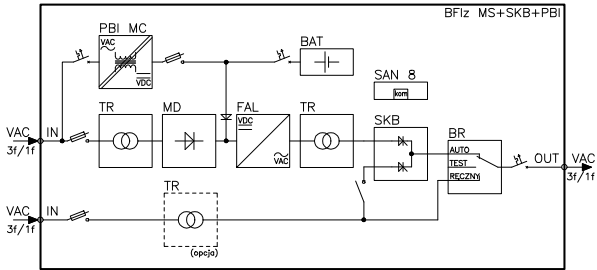 BFIz MS+SKB+PBI
PBI MC
VAC
VDC
BAT
SAN 8
kom
TR
MD
FAL
VDC
VAC
TR
SKB
BR
AUTO
TEST
RĘCZNY
VAC
IN
3f/1f
OUT
VAC
3f/1f
TR
VAC
IN
3f/1f
(opcja)